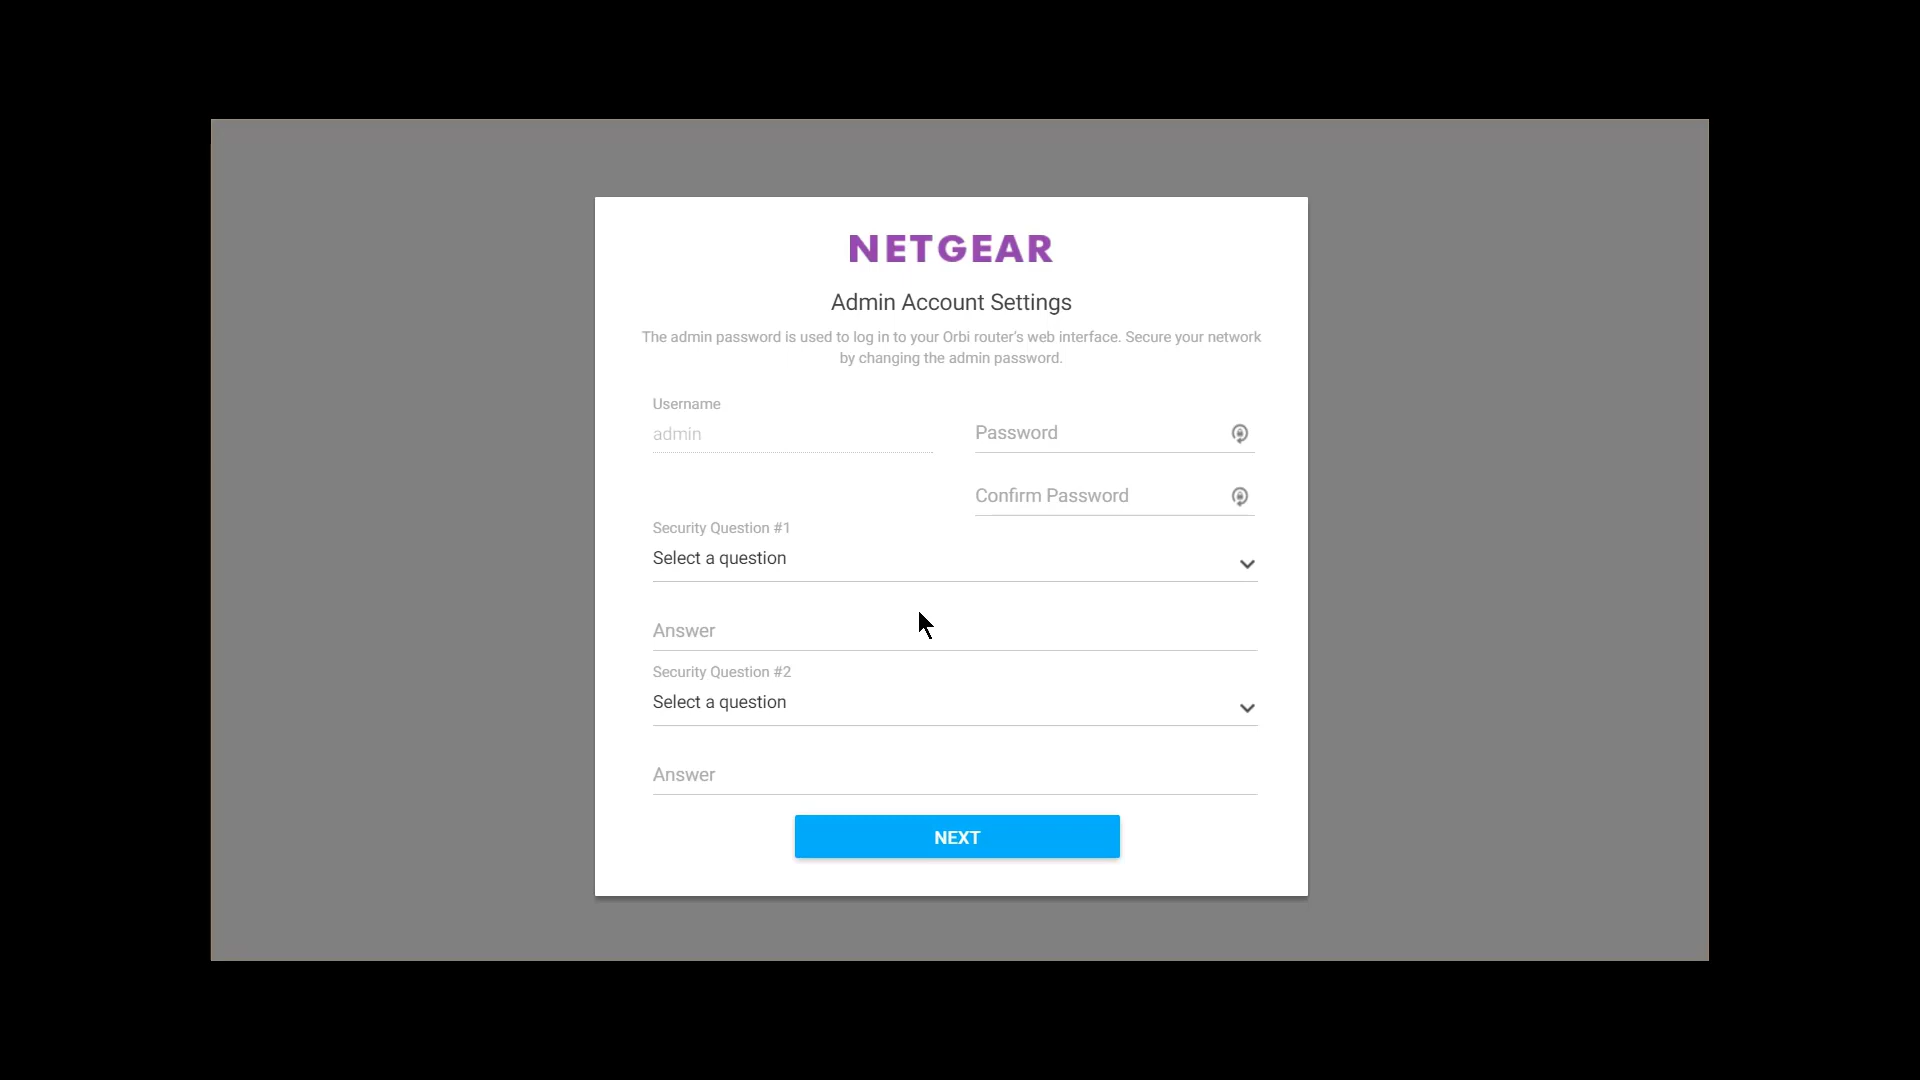 NETGEAR
Admin Account Settings
The admin password is used to log in to your Orbi router's web interface. Secure your network
by changing the admin password.
Username
admin
Password
Confirm Password
Security Question #1
Select a question
Answer
Security Question #2
Select a question
Answer
NEXT